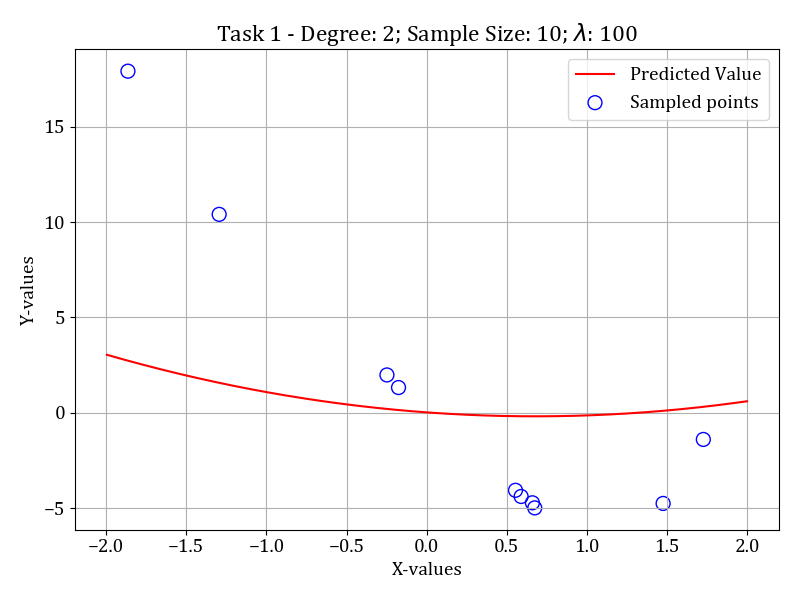 Task 1 - Degree: 2; Sample Size: 10; λ: 100
Predicted Value
Sampled points
Y-values
15
10
5
0
−5
−2.0 −1.5 −1.0 −0.5 0.0 0.5 1.0 1.5 2.0
X-values